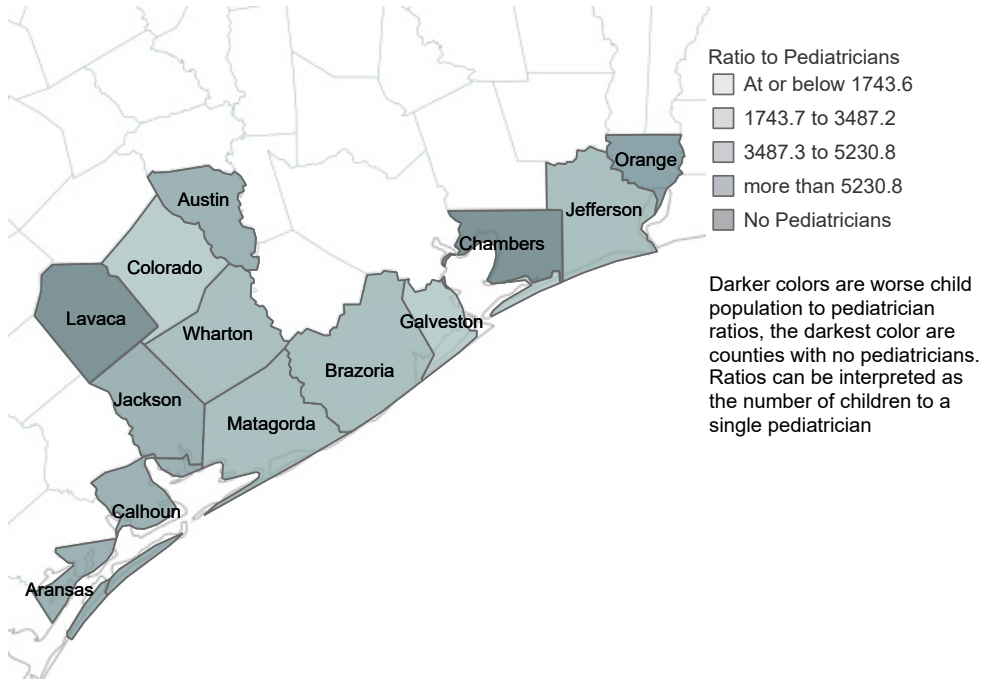 Ratio to Pediatricians
At or below 1743.6
1743.7 to 3487.2
3487.3 to 5230.8
more than 5230.8
No Pediatricians
Darker colors are worse child
population to pediatrician
ratios, the darkest color are
counties with no pediatricians.
Ratios can be interpreted as
the number of children to a
single pediatrician
Orange
Austin
Jefferson
Chambers
Colorado
Lavaca
Galveston
Wharton
Brazoria
Jackson
Matagorda
Calhoun
Aransas